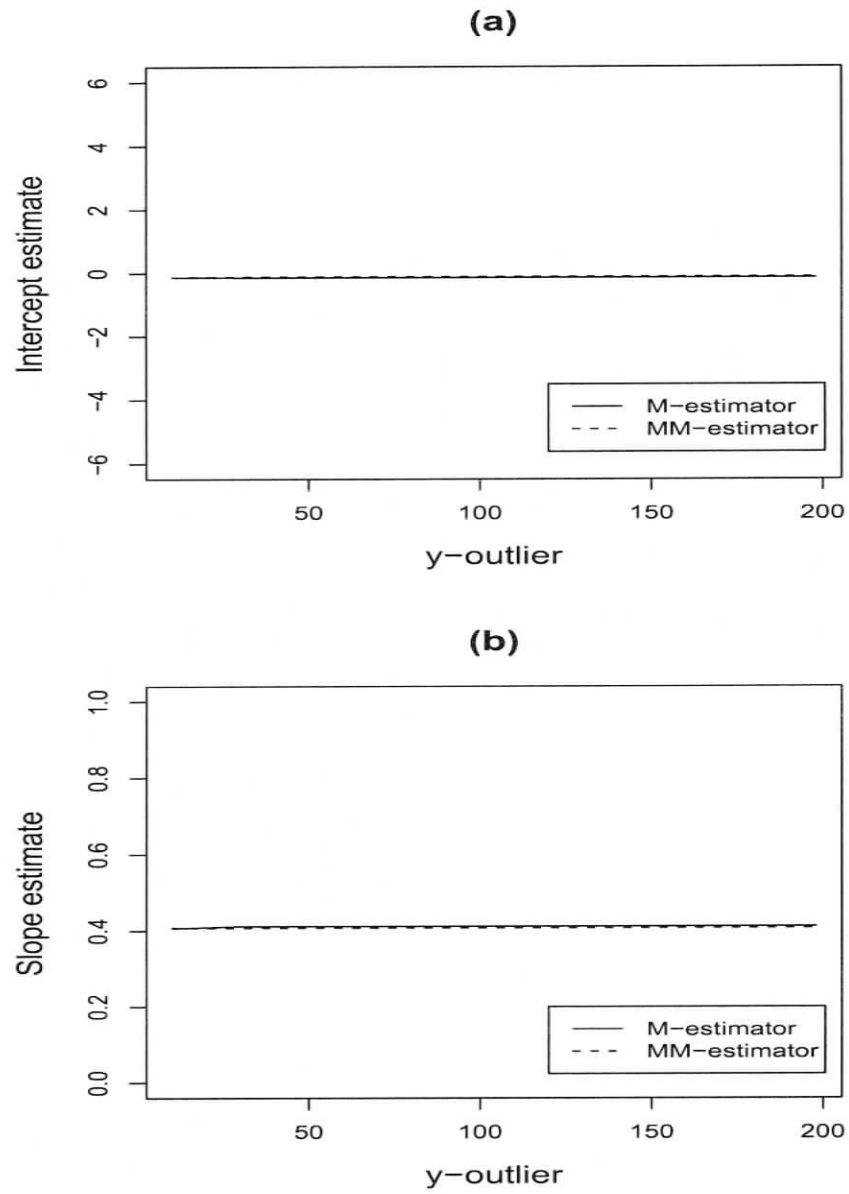 (a)
Intercept estimate
6
4
2
0
−2
−4
−6
M−estimator
MM−estimator
50 100 150 200
y−outlier
(b)
Slope estimate
1.0
0.8
0.6
0.4
0.2
0.0
M−estimator
MM−estimator
50 100 150 200
y−outlier